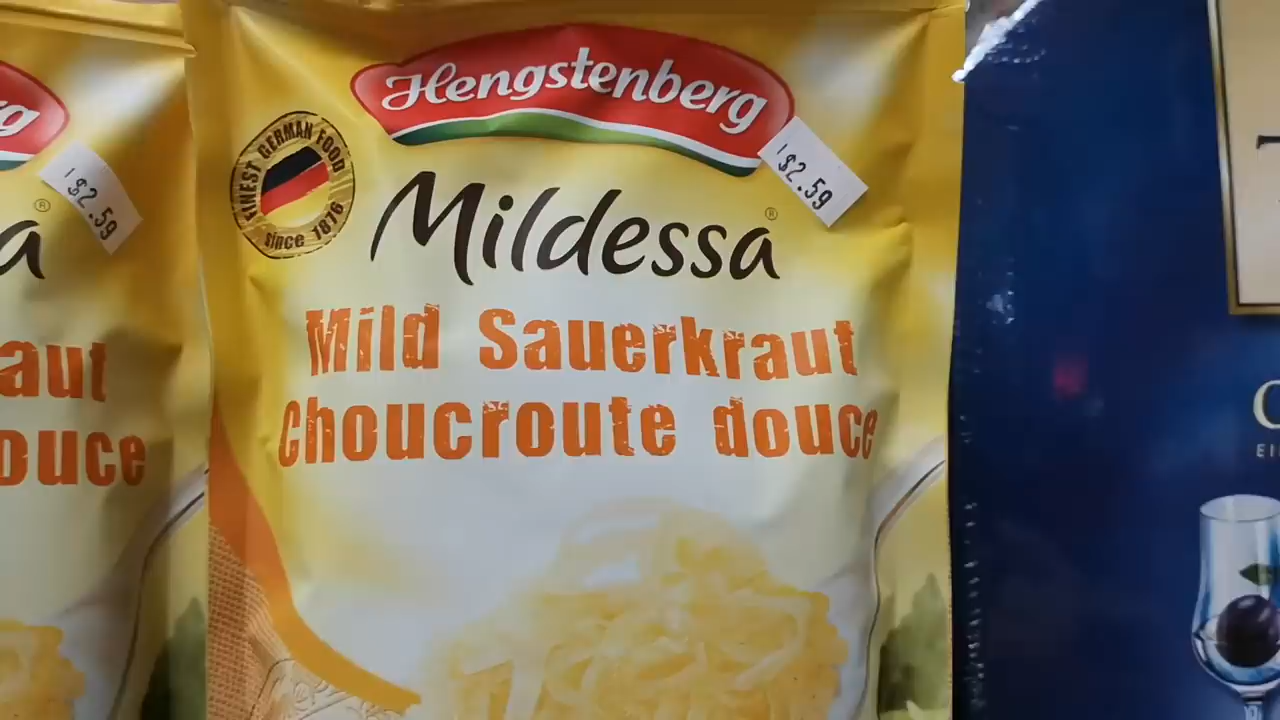 Hengstenberg
FINEST GERMAN FOOD
since 1876
$2.59
Mildessa®
Mild Sauerkraut
Choucroute douce
$2.59
®
aut
ouce